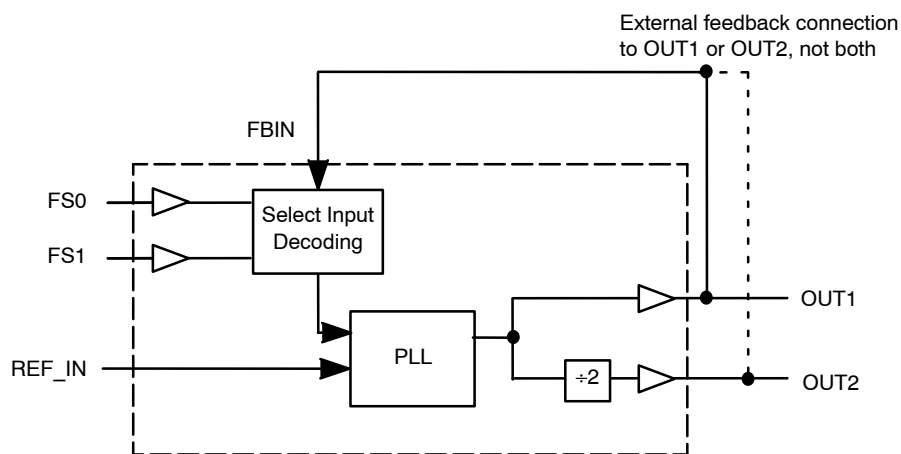 External feedback connection
to OUT1 or OUT2, not both
FBIN
FS0
Select Input
Decoding
FS1
OUT1
PLL
REF_IN
÷2
OUT2